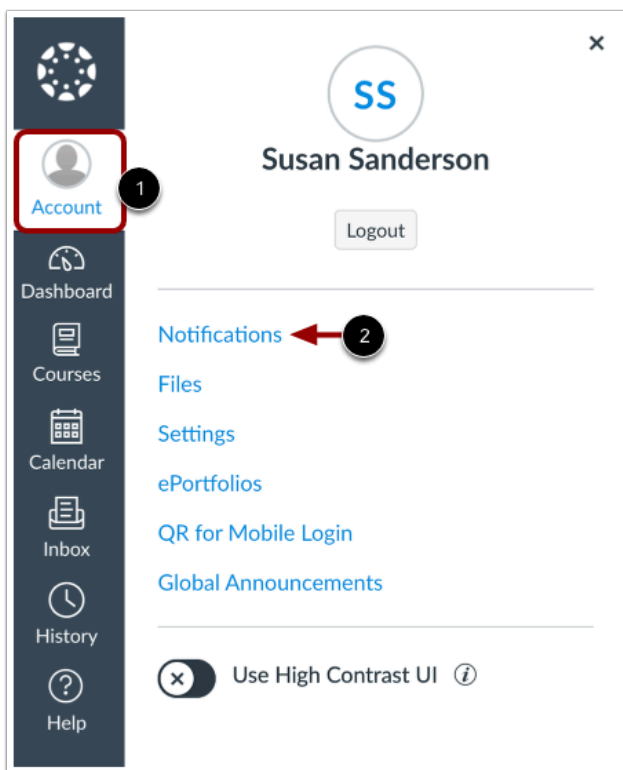 SS
Susan Sanderson
Logout
Account
1
Dashboard
Courses
Calendar
Inbox
History
Help
Notifications
2
Files
Settings
ePortfolios
QR for Mobile Login
Global Announcements
Use High Contrast UI i